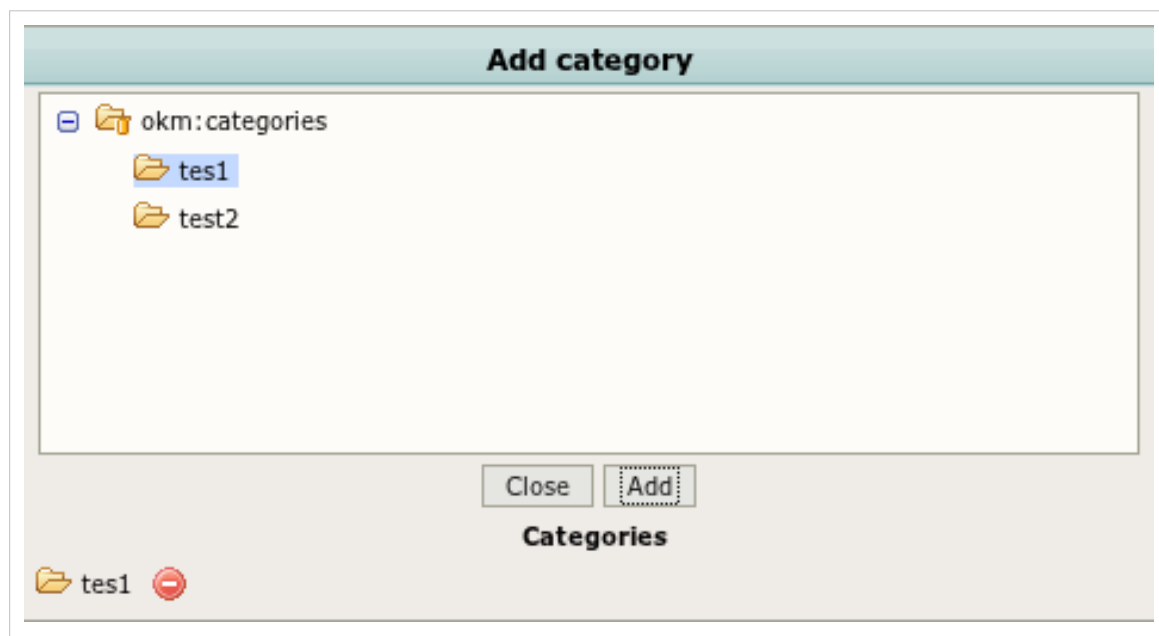 Add category
okm:categories
tes1
test2
Close Add
Categories
tes1